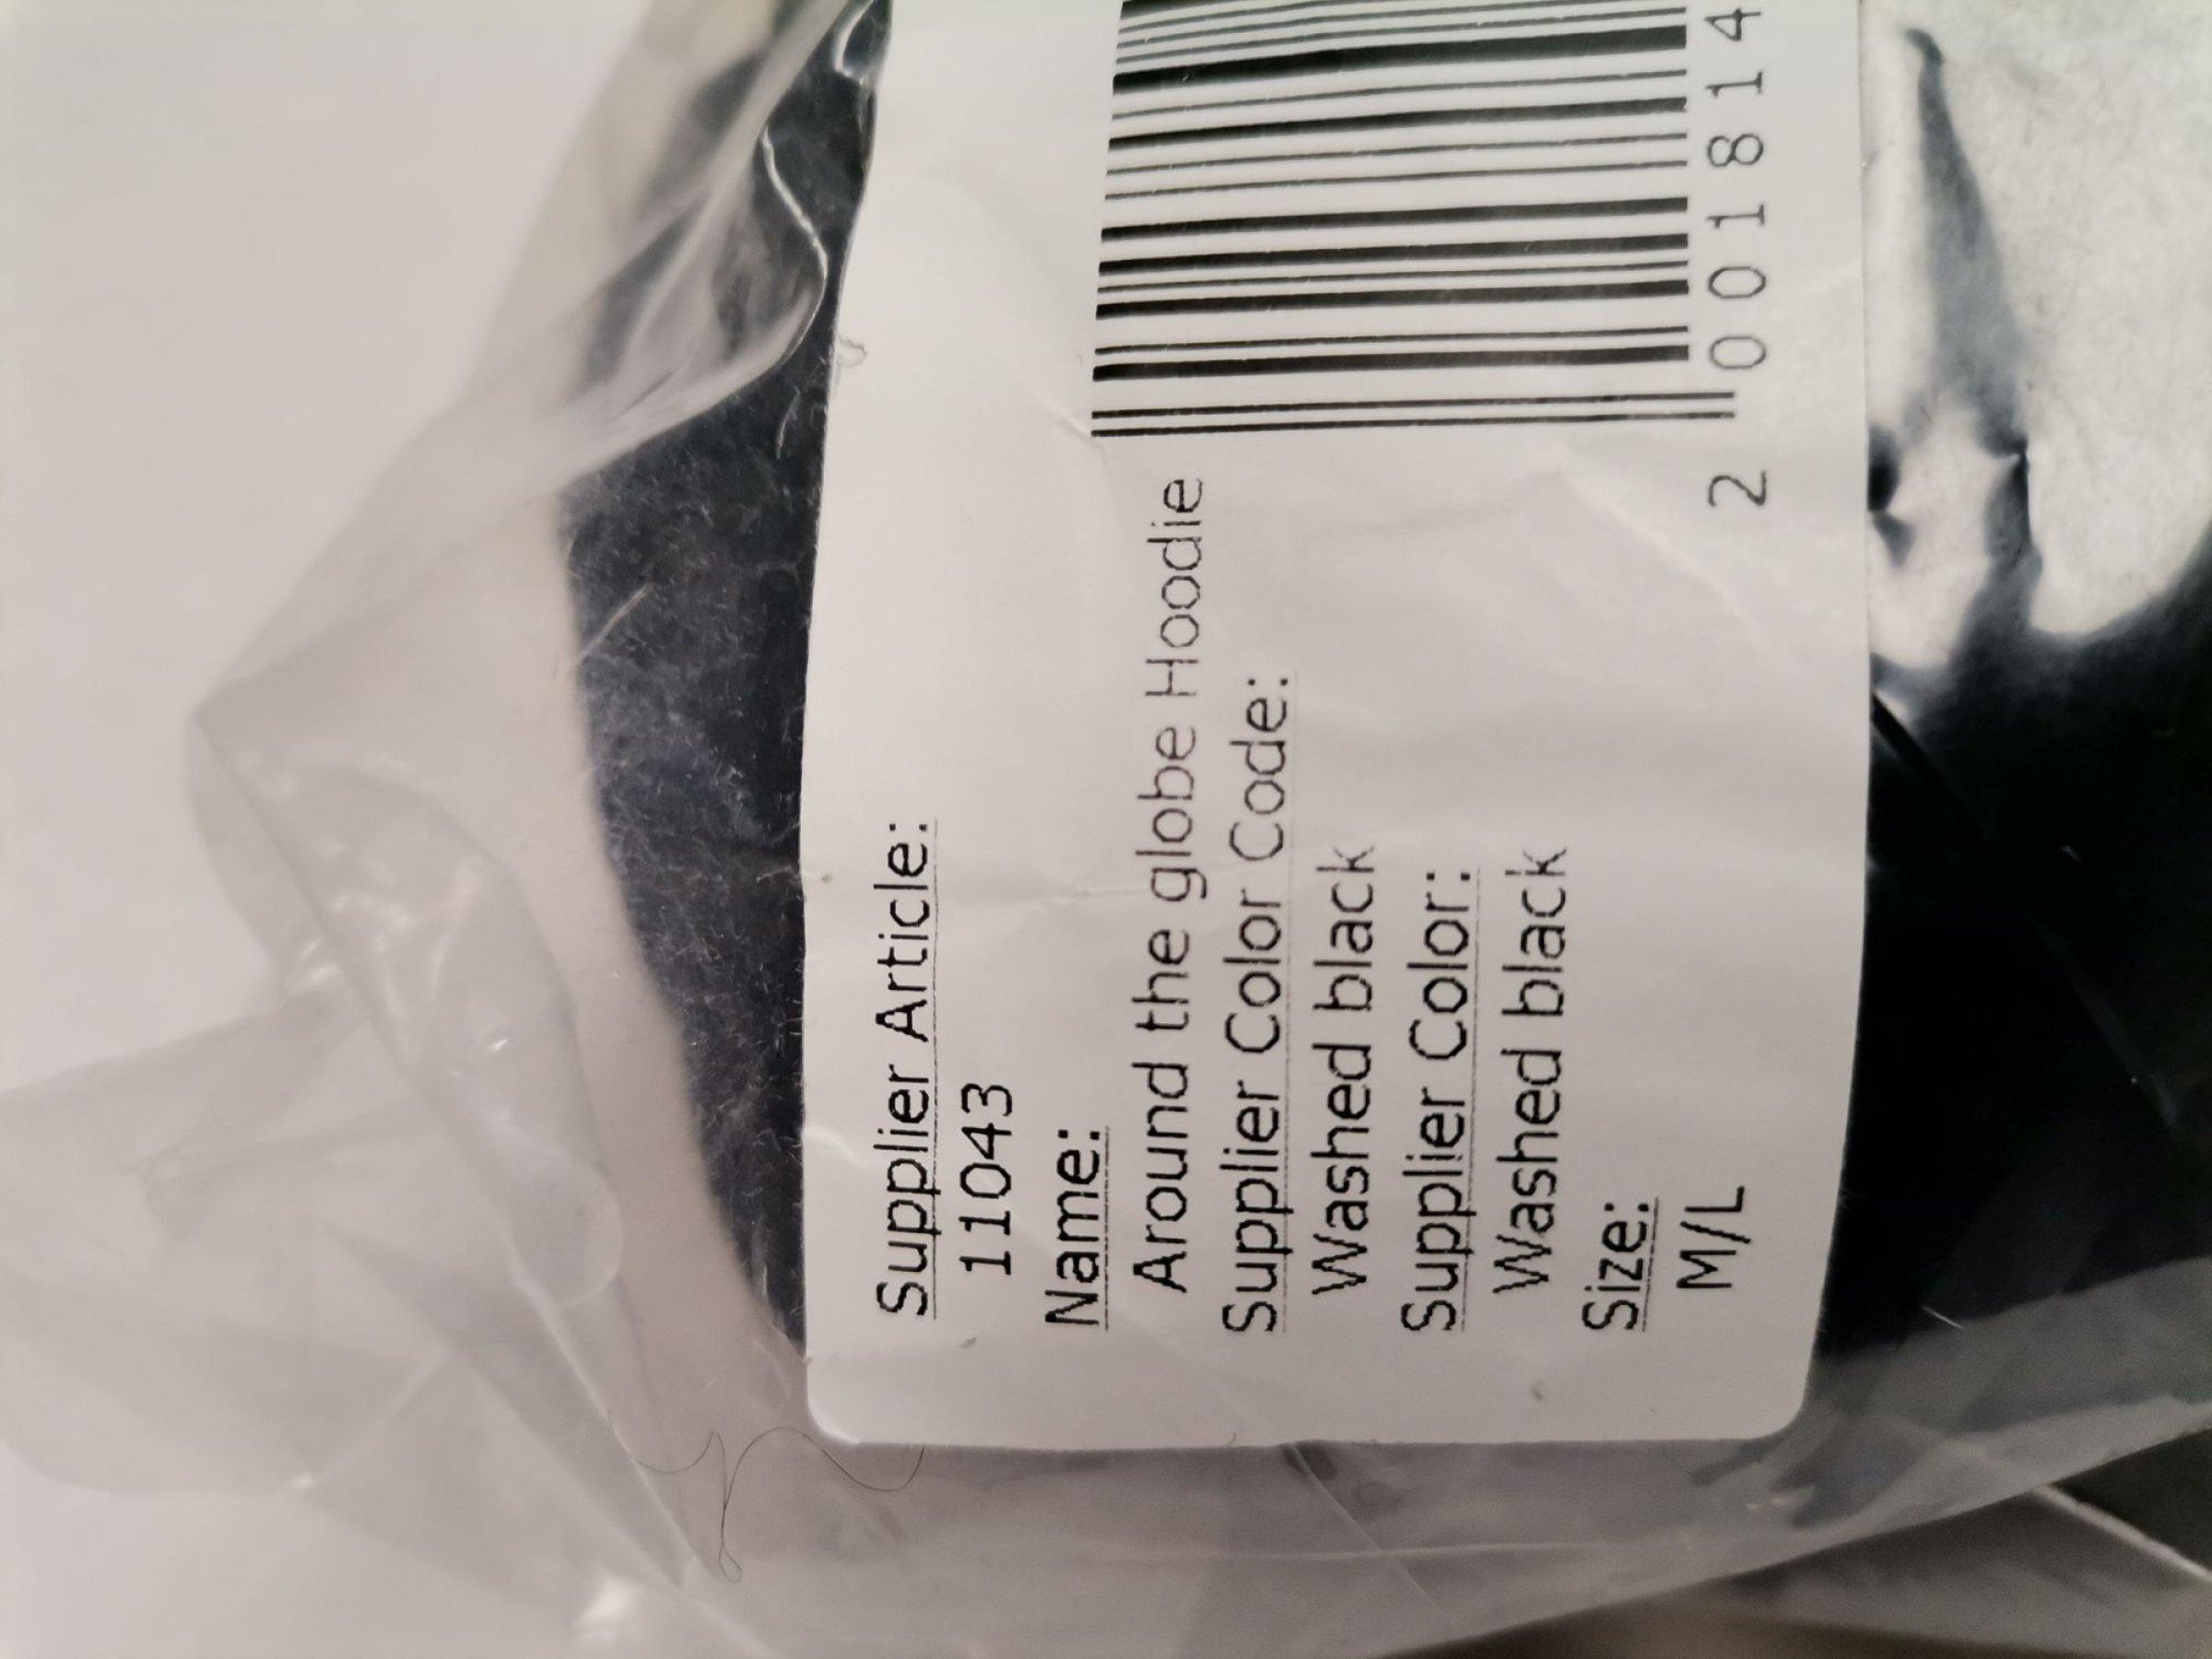 Supplier Article:
11043
Name:
Around the globe Hoodie
Supplier Color Code:
Washed black
Supplier Color:
Washed black
Size:
M/L
2 001814